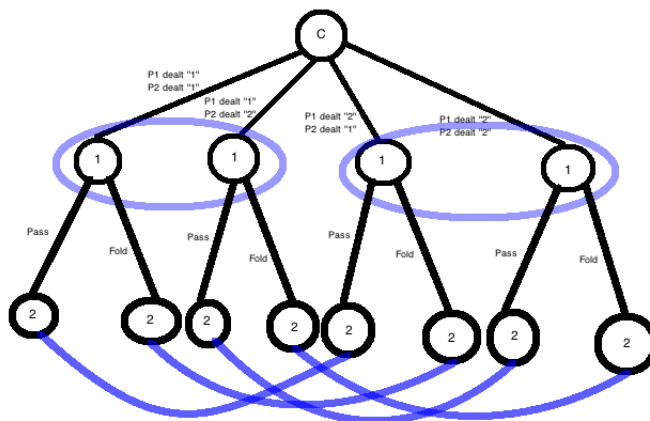 C
P1 dealt "1"
P2 dealt "1"
P1 dealt "1"
P2 dealt "2"
P1 dealt "2"
P2 dealt "1"
P1 dealt "2"
P2 dealt "2"
1
1
1
1
Pass
Fold
Pass
Fold
Pass
Fold
Pass
Fold
2
2
2
2
2
2
2
2